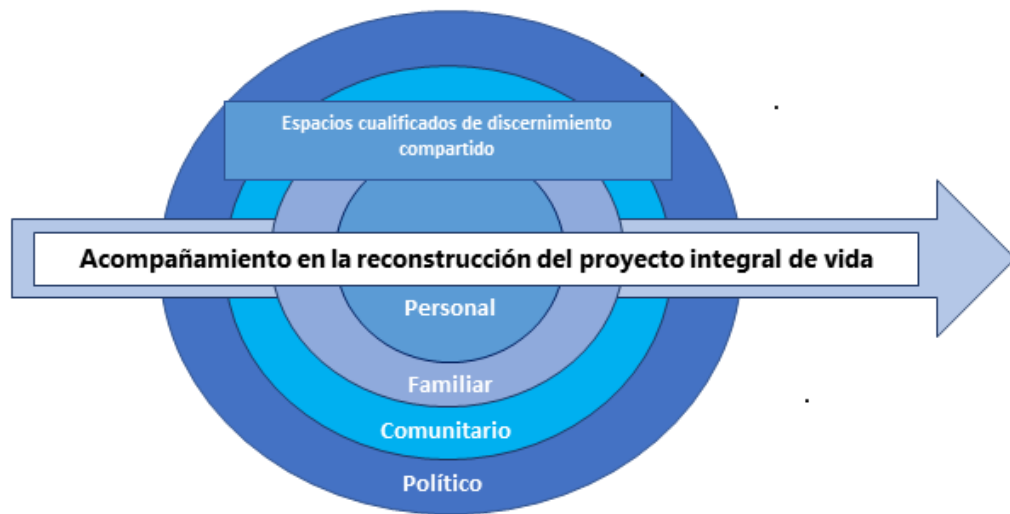 Espacios cualificados de discernimiento
compartido
Acompañamiento en la reconstrucción del proyecto integral de vida
Personal
Familiar
Comunitario
Político